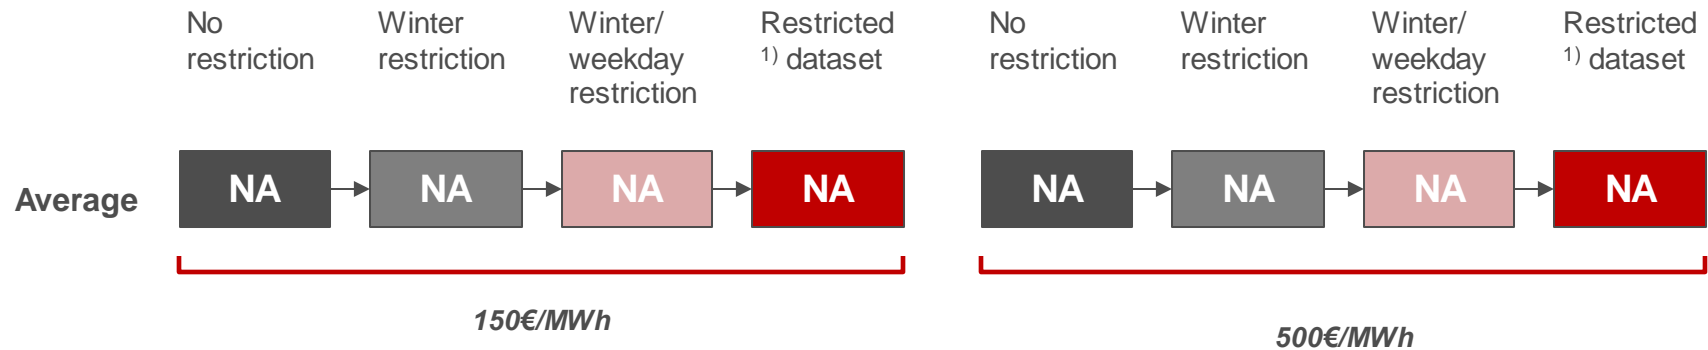 No
restriction
Winter
restriction
Winter/
weekday
restriction
Restricted
1) dataset
No
restriction
Winter
restriction
Winter/
weekday
restriction
Restricted
1) dataset
Average
NA
NA
NA
NA
NA
NA
NA
NA
150€/MWh
500€/MWh